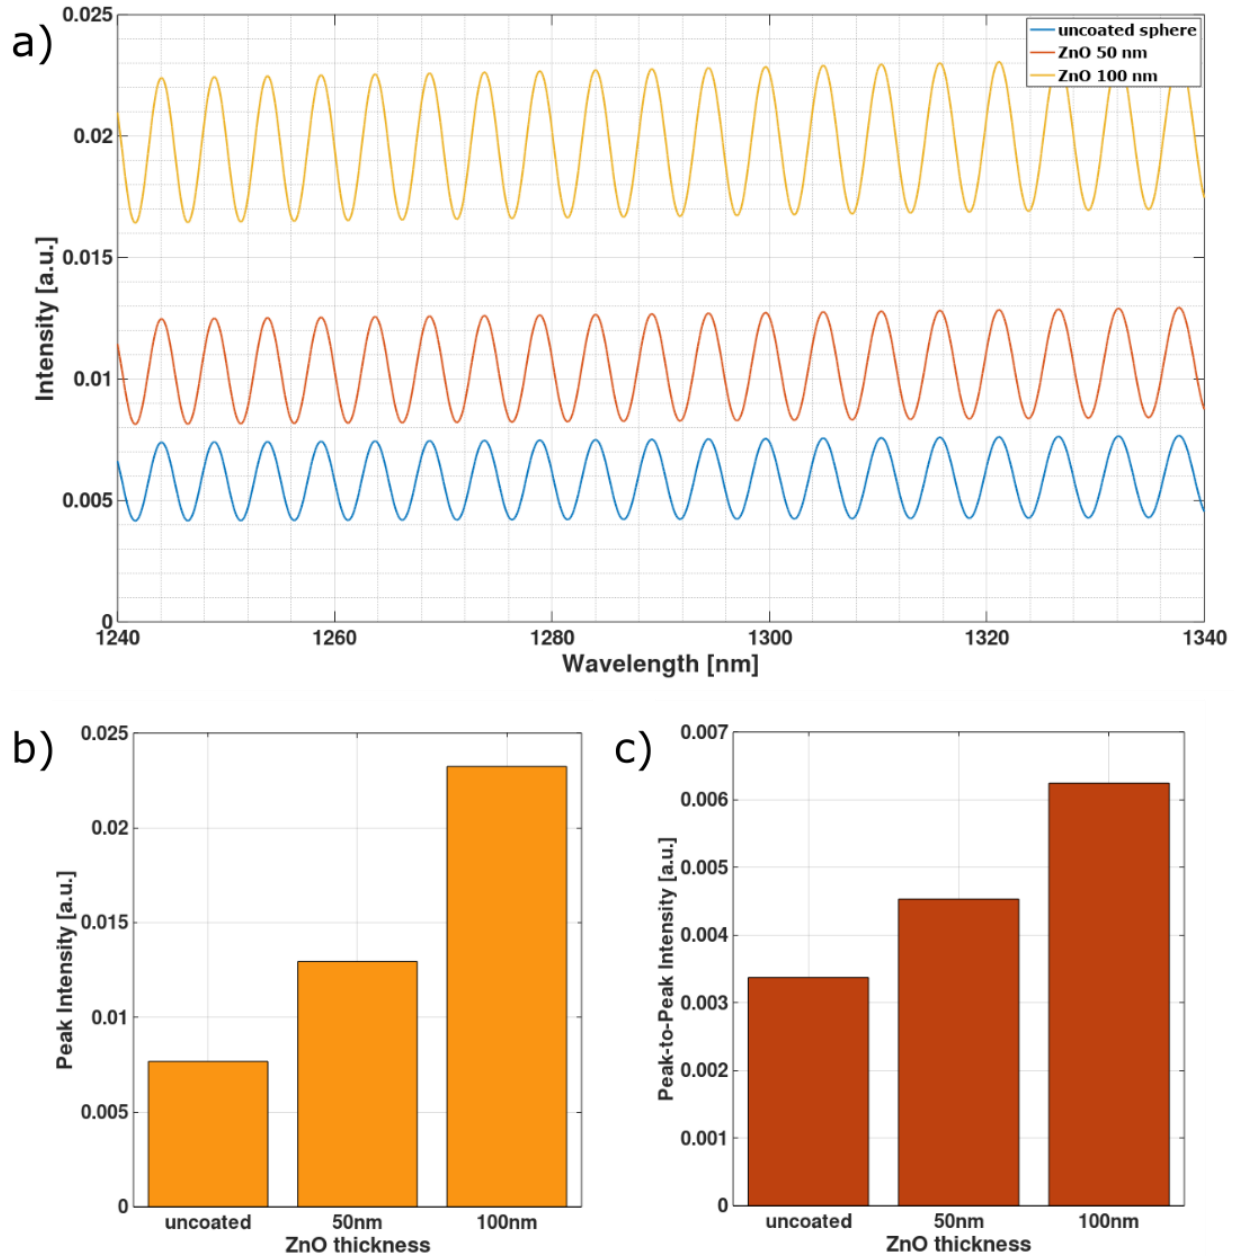 a)
0.025
0.02
0.015
0.01
0.005
0
Intensity [a.u.]
uncoated sphere
ZnO 50 nm
ZnO 100 nm
1240 1260 1280 1300 1320 1340
Wavelength [nm]
b)
0.025
0.02
0.015
0.01
0.005
0
Peak Intensity [a.u.]
uncoated 50nm 100nm
ZnO thickness
c)
0.007
0.006
0.005
0.004
0.003
0.002
0.001
0
Peak-to-Peak Intensity [a.u.]
uncoated 50nm 100nm
ZnO thickness